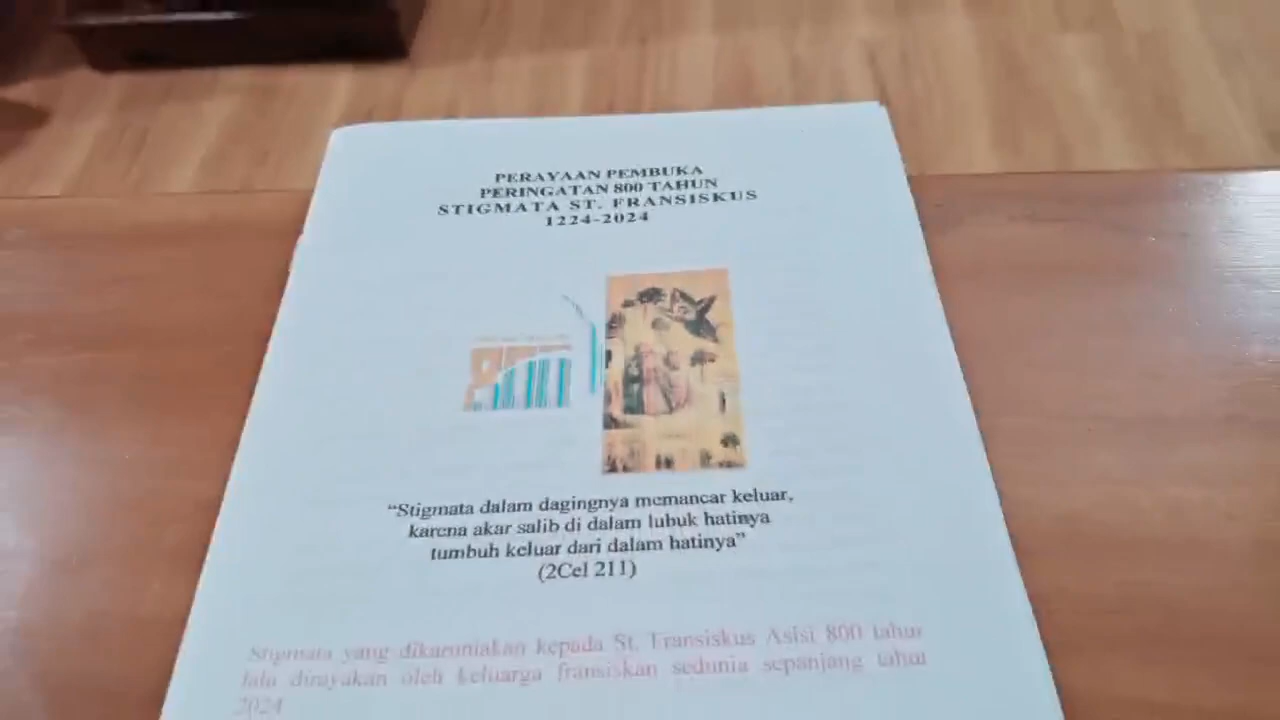 PERAYAAN PEMBUKA
PERINGATAN 800 TAHUN
STIGMATA ST. FRANSISKUS
1224-2024
“Stigmata dalam dagingnya memancar keluar,
karena akar salib di dalam lubuk hatinya
tumbuh keluar dari dalam hatinya”
(2Cel 211)
Stigmata yang dikaruniakan kepada St. Fransiskus Asisi 800 tahun
lalu dirayakan oleh keluarga fransiskan sedunia sepanjang tahun
2024